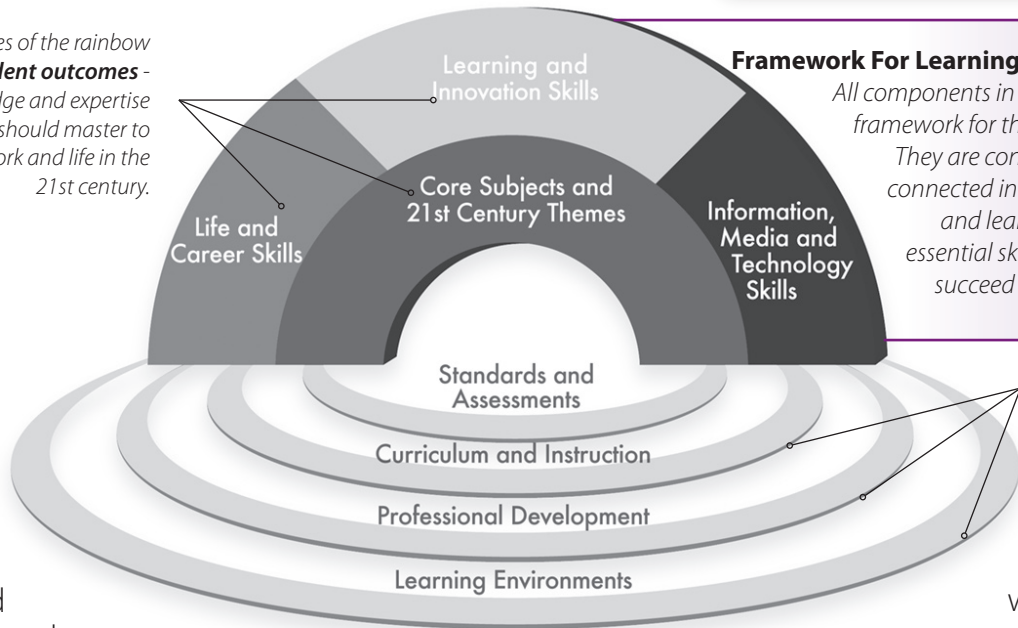 es of the rainbow
dent outcomes -
dge and expertise
should master to
ork and life in the
21st century.
Learning and
Innovation Skills
Core Subjects and
21st Century Themes
Life and
Career Skills
Information,
Media and
Technology
Skills
Framework For Learning
All components in
framework for th
They are con
connected in
and lear
essential sk
succeed
Standards and
Assessments
Curriculum and Instruction
Professional Development
Learning Environments